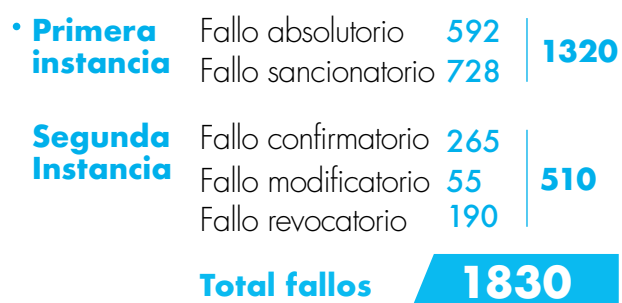 • Primera instancia
Fallo absolutorio 592
Fallo sancionatorio 728
1320
Segunda Instancia
Fallo confirmatorio 265
Fallo modificatorio 55
Fallo revocatorio 190
510
Total fallos 1830